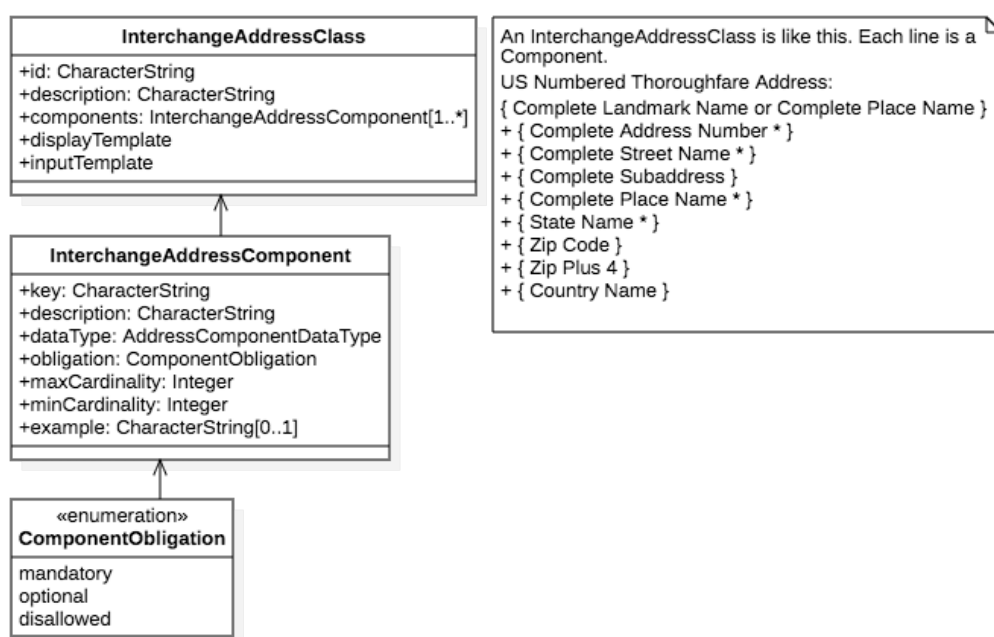 InterchangeAddressClass
+id: CharacterString
+description: CharacterString
+components: InterchangeAddressComponent[1..*]
+displayTemplate
+inputTemplate
InterchangeAddressComponent
+key: CharacterString
+description: CharacterString
+dataType: AddressComponentDataType
+obligation: ComponentObligation
+maxCardinality: Integer
+minCardinality: Integer
+example: CharacterString[0..1]
«enumeration»
ComponentObligation
mandatory
optional
disallowed
An InterchangeAddressClass is like this. Each line is a
Component.
US Numbered Thoroughfare Address:
{ Complete Landmark Name or Complete Place Name }
+ { Complete Address Number * }
+ { Complete Street Name * }
+ { Complete Subaddress }
+ { Complete Place Name * }
+ { State Name * }
+ { Zip Code }
+ { Zip Plus 4 }
+ { Country Name }